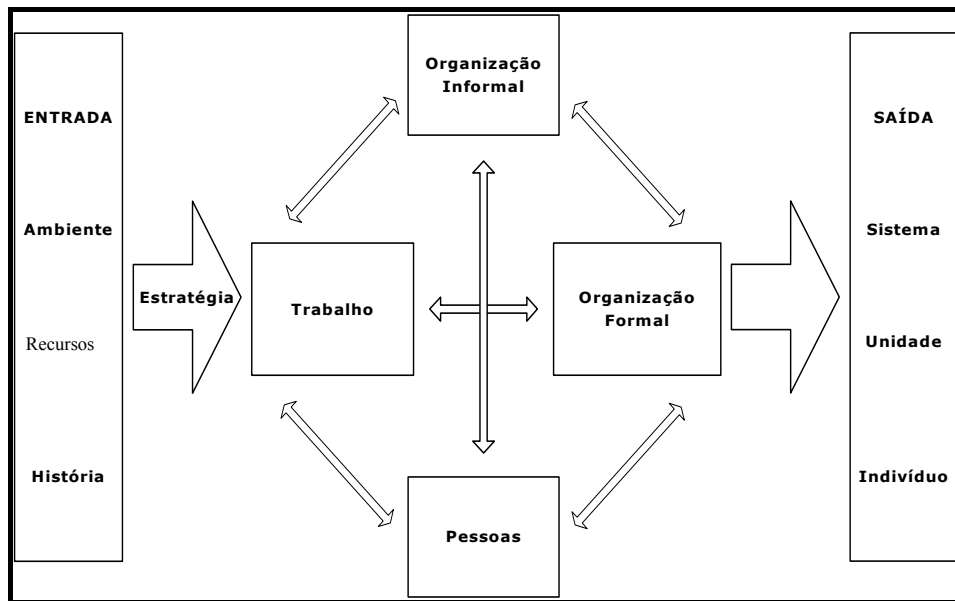 ENTRADA
Ambiente
Recursos
História
Estratégia
Organização
Informal
Trabalho
Organização
Formal
Pessoas
SAÍDA
Sistema
Unidade
Indivíduo